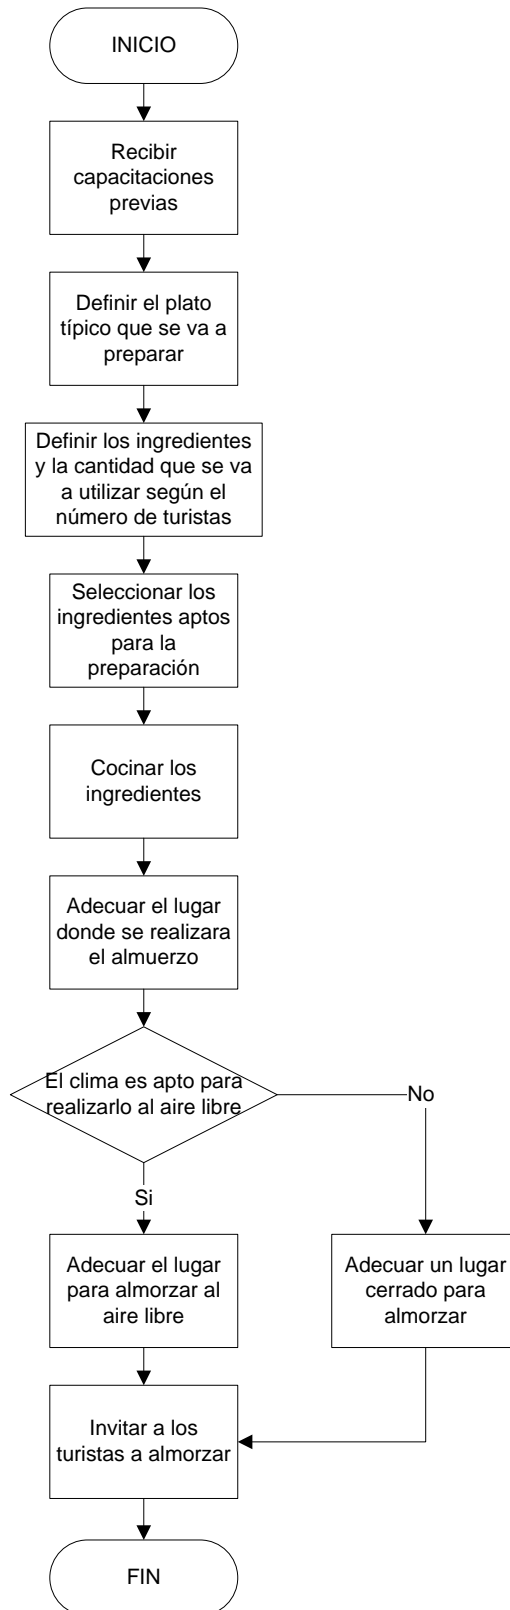 INICIO
Recibir
capacitaciones
previas
Definir el plato
típico que se va a
preparar
Definir los ingredientes
y la cantidad que se va
a utilizar según el
número de turistas
Seleccionar los
ingredientes aptos
para la
preparación
Cocinar los
ingredientes
Adecuar el lugar
donde se realizara
el almuerzo
El clima es apto para
realizarlo al aire libre
No
Si
Adecuar el lugar
para almorzar al
aire libre
Adecuar un lugar
cerrado para
almorzar
Invitar a los
turistas a almorzar
FIN